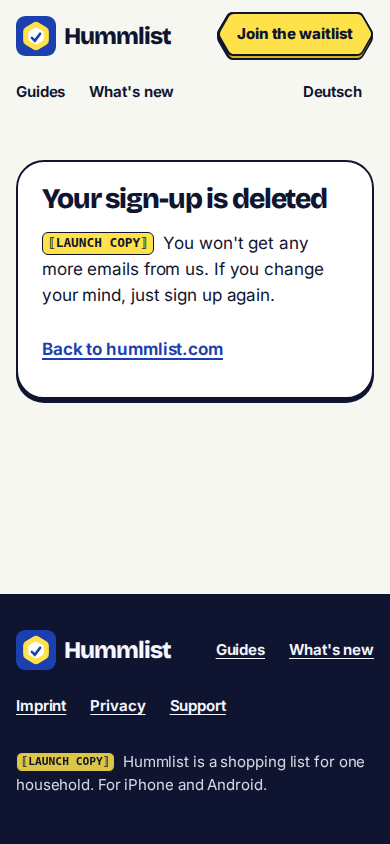 Hummlist
Join the waitlist
Guides What's new Deutsch
Your sign-up is deleted
⟦LAUNCH COPY⟧ You won't get any
more emails from us. If you change
your mind, just sign up again.
Back to hummlist.com
Hummlist
Guides What's new
Imprint Privacy Support
⟦LAUNCH COPY⟧ Hummlist is a shopping list for one
household. For iPhone and Android.